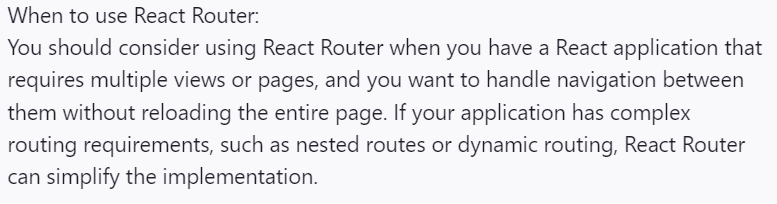 When to use React Router:
You should consider using React Router when you have a React application that
requires multiple views or pages, and you want to handle navigation between
them without reloading the entire page. If your application has complex
routing requirements, such as nested routes or dynamic routing, React Router
can simplify the implementation.